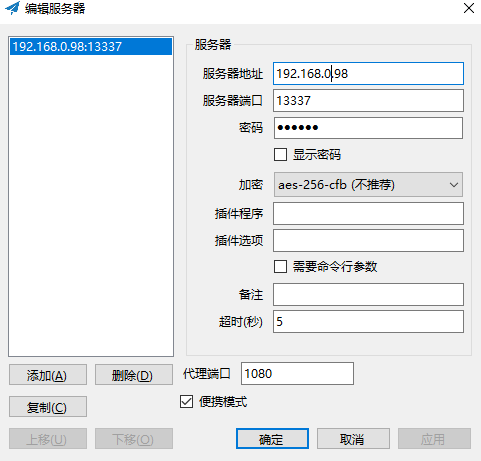 编辑服务器
192.168.0.98:13337
服务器
服务器地址 192.168.0.98
服务器端口 13337
密码 ●●●●●●
显示密码
加密 aes-256-cfb (不推荐)
插件程序
插件选项
需要命令行参数
备注
超时(秒) 5
添加(A) 删除(D) 代理端口 1080
复制(C) 便携模式
上移(U) 下移(O) 确定 取消 应用